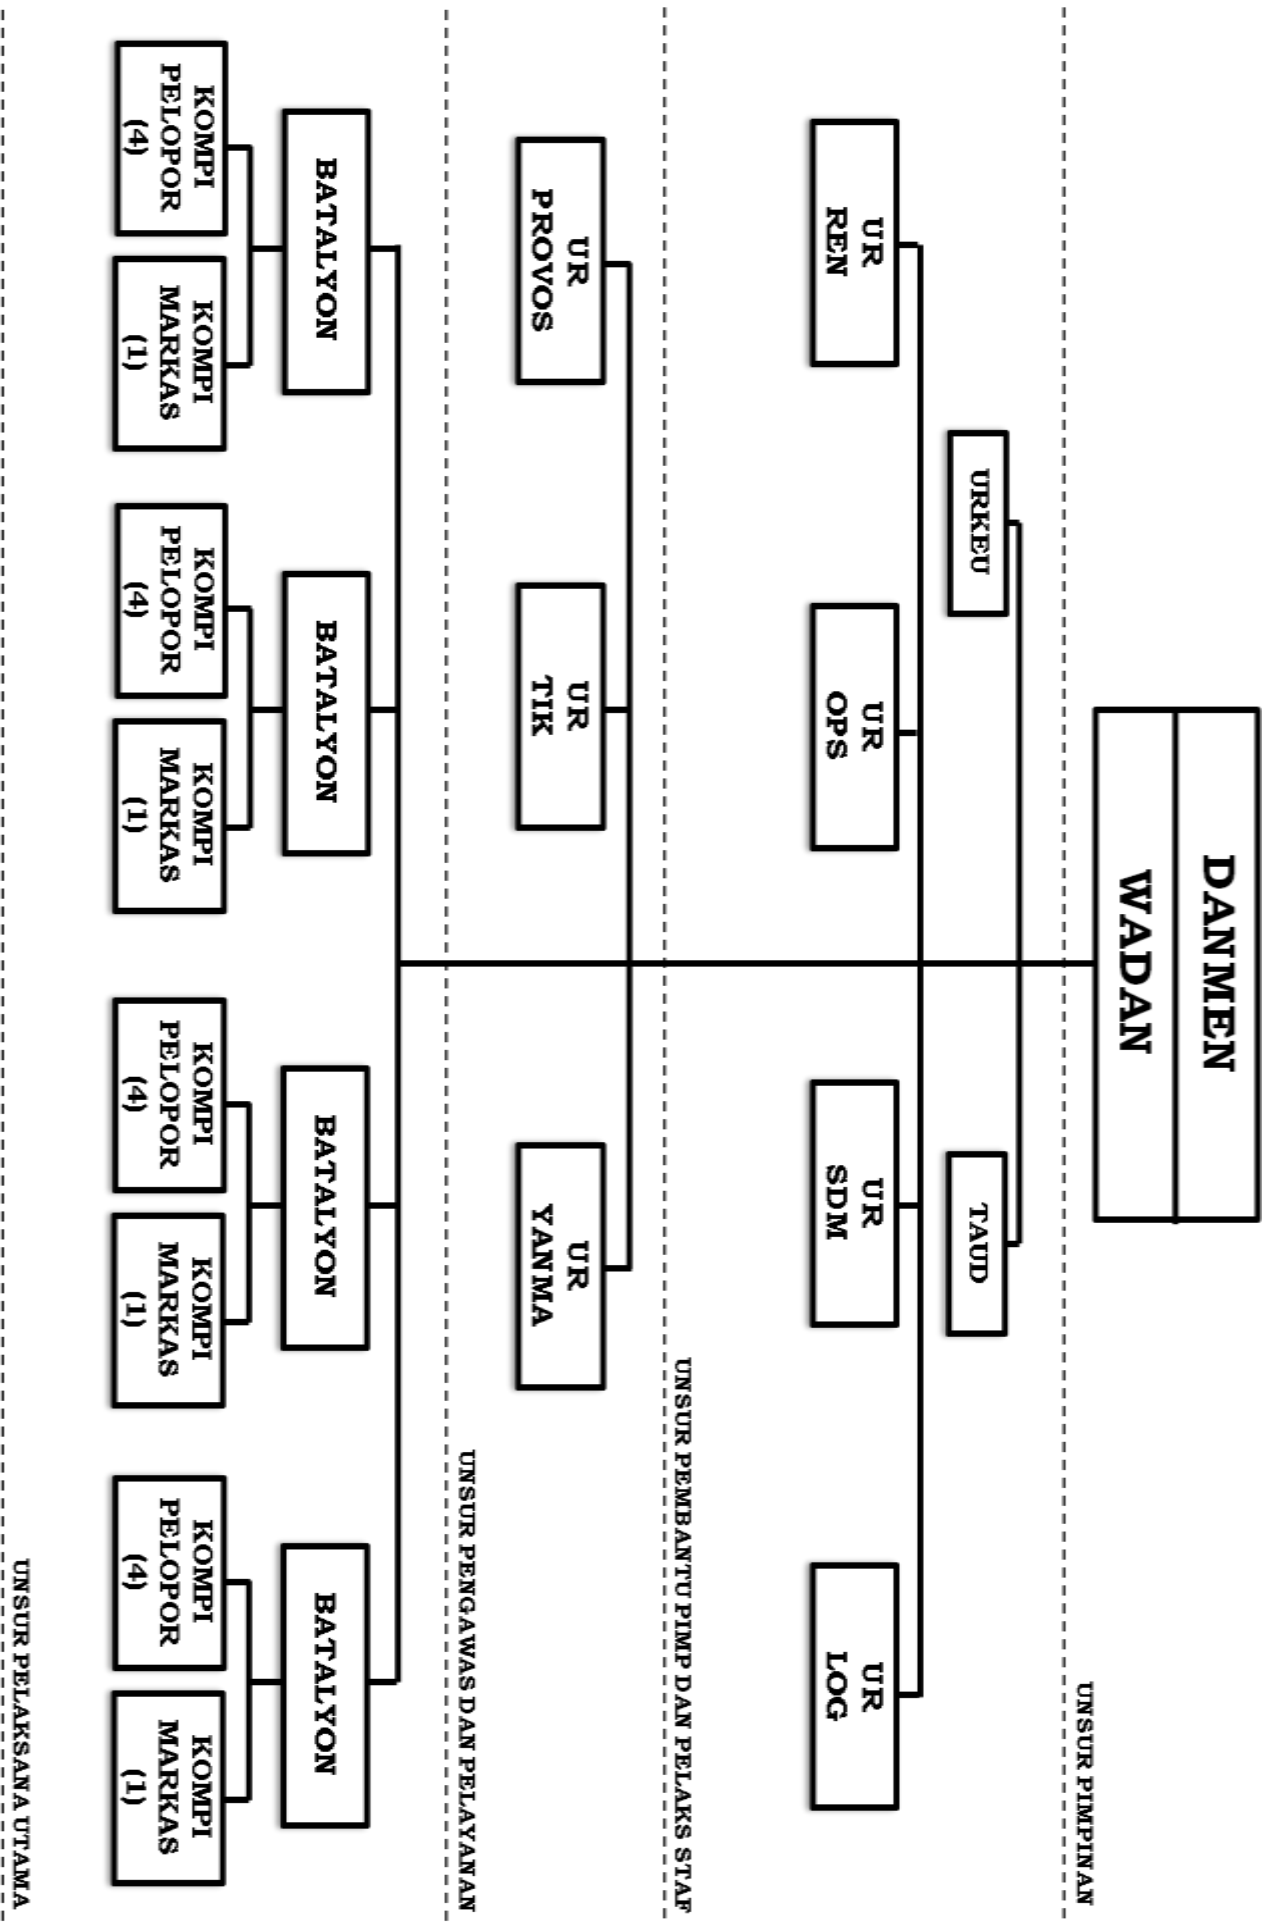 DANMEN
WADAN
UNSUR PIMPINAN
URKEU
TAUD
UR
REN
UR
OPS
UR
SDM
UR
LOG
UNSUR PEMBANTU PIMP DAN PELAKS STAF
UR
PROVOS
UR
TIK
UR
YANMA
UNSUR PENGAWAS DAN PELAYANAN
BATALYON
BATALYON
BATALYON
BATALYON
KOMPI
PELOPOR
(4)
KOMPI
MARKAS
(1)
KOMPI
PELOPOR
(4)
KOMPI
MARKAS
(1)
KOMPI
PELOPOR
(4)
KOMPI
MARKAS
(1)
KOMPI
PELOPOR
(4)
KOMPI
MARKAS
(1)
UNSUR PELAKSANA UTAMA